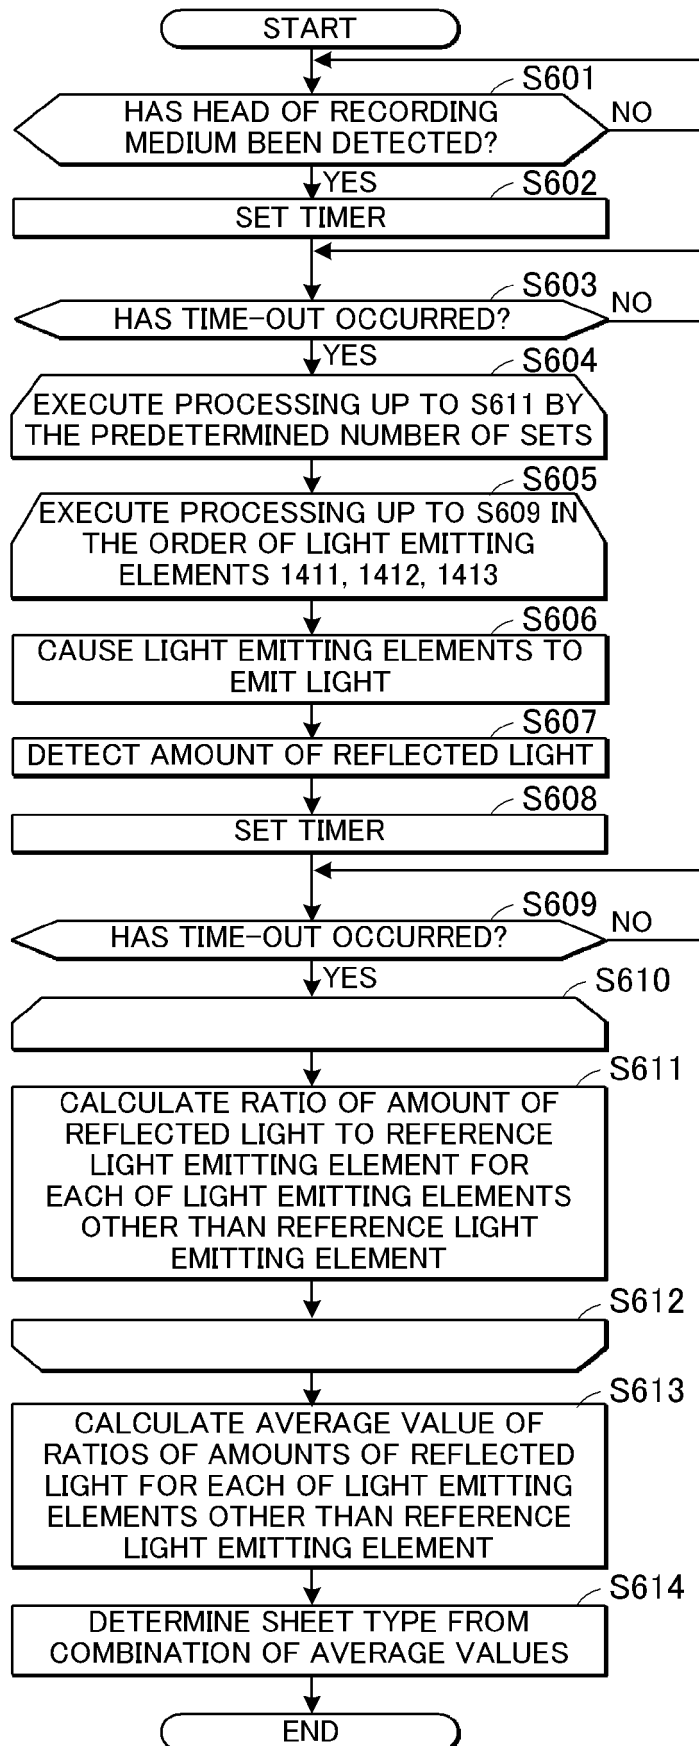 START
S601
HAS HEAD OF RECORDING
MEDIUM BEEN DETECTED?
NO
YES
S602
SET TIMER
S603
HAS TIME-OUT OCCURRED?
NO
YES
S604
EXECUTE PROCESSING UP TO S611 BY
THE PREDETERMINED NUMBER OF SETS
S605
EXECUTE PROCESSING UP TO S609 IN
THE ORDER OF LIGHT EMITTING
ELEMENTS 1411, 1412, 1413
S606
CAUSE LIGHT EMITTING ELEMENTS TO
EMIT LIGHT
S607
DETECT AMOUNT OF REFLECTED LIGHT
S608
SET TIMER
S609
HAS TIME-OUT OCCURRED?
NO
YES
S610
S611
CALCULATE RATIO OF AMOUNT OF
REFLECTED LIGHT TO REFERENCE
LIGHT EMITTING ELEMENT FOR
EACH OF LIGHT EMITTING ELEMENTS
OTHER THAN REFERENCE LIGHT
EMITTING ELEMENT
S612
S613
CALCULATE AVERAGE VALUE OF
RATIOS OF AMOUNTS OF REFLECTED
LIGHT FOR EACH OF LIGHT EMITTING
ELEMENTS OTHER THAN REFERENCE
LIGHT EMITTING ELEMENT
S614
DETERMINE SHEET TYPE FROM
COMBINATION OF AVERAGE VALUES
END